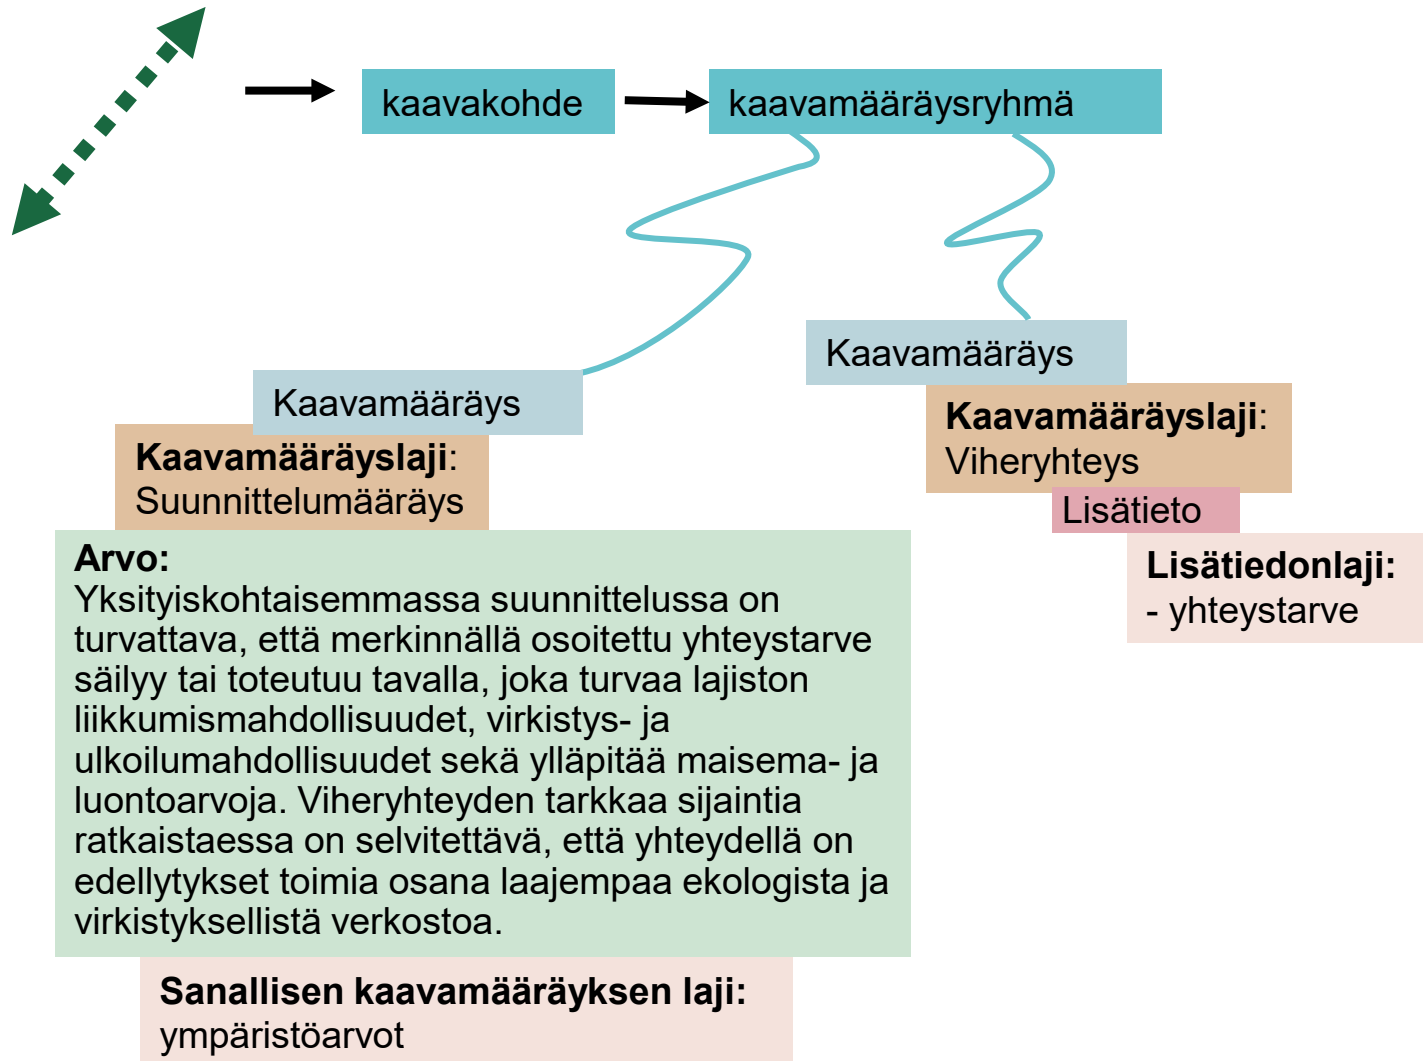 kaavakohde
kaavamääräysryhmä
Kaavamääräys
Kaavamääräyslaji:
Viheryhteys
Lisätieto
Lisätiedonlaji:
- yhteystarve
Kaavamääräys
Kaavamääräyslaji:
Suunnittelumääräys
Arvo:
Yksityiskohtaisemmassa suunnittelussa on
turvattava, että merkinnällä osoitettu yhteystarve
säilyy tai toteutuu tavalla, joka turvaa lajiston
liikkumismahdollisuudet, virkistys- ja
ulkoilumahdollisuudet sekä ylläpitää maisema- ja
luontoarvoja. Viheryhteyden tarkkaa sijaintia
ratkaistaessa on selvitettävä, että yhteydellä on
edellytykset toimia osana laajempaa ekologista ja
virkistyksellistä verkostoa.
Sanallisen kaavamääräyksen laji:
ympäristöarvot